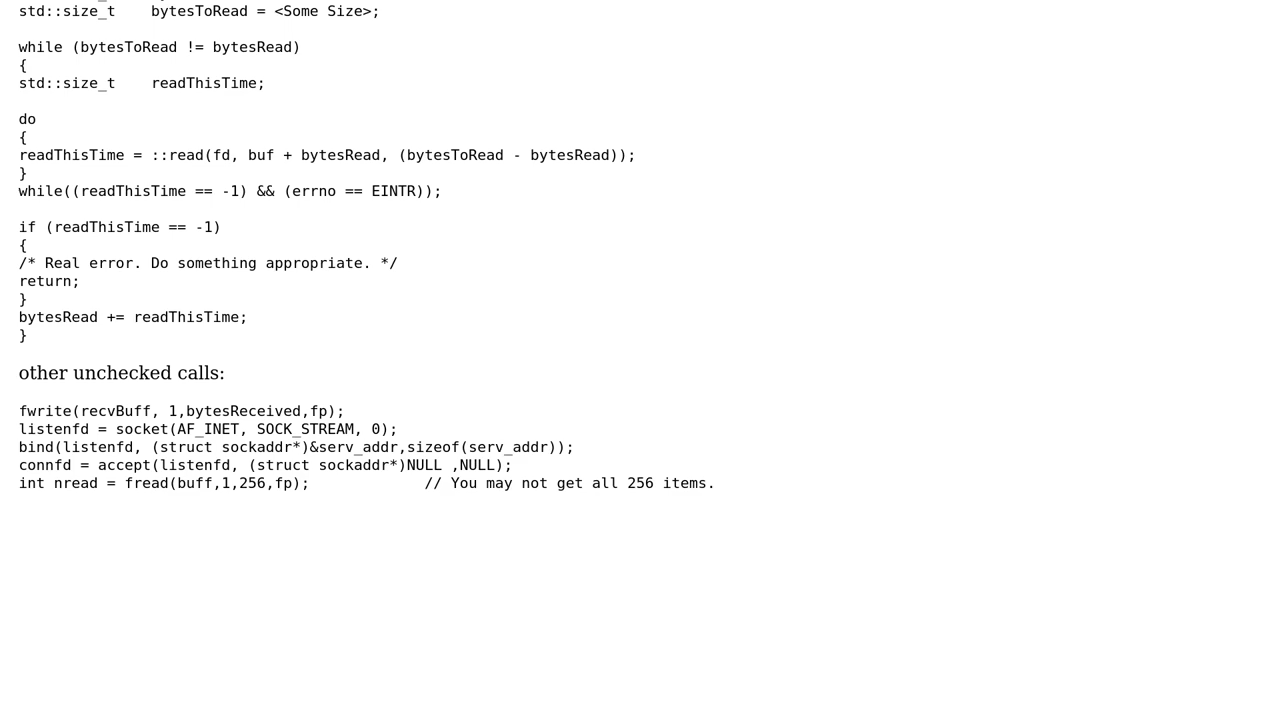 std::size_t    bytesToRead = <Some Size>;
while (bytesToRead != bytesRead)
{
std::size_t    readThisTime;
do
{
readThisTime = ::read(fd, buf + bytesRead, (bytesToRead - bytesRead));
}
while((readThisTime == -1) && (errno == EINTR));
if (readThisTime == -1)
{
/* Real error. Do something appropriate. */
return;
}
bytesRead += readThisTime;
}
other unchecked calls:
fwrite(recvBuff, 1,bytesReceived,fp);
listenfd = socket(AF_INET, SOCK_STREAM, 0);
bind(listenfd, (struct sockaddr*)&serv_addr,sizeof(serv_addr));
connfd = accept(listenfd, (struct sockaddr*)NULL ,NULL);
int nread = fread(buff,1,256,fp);             // You may not get all 256 items.